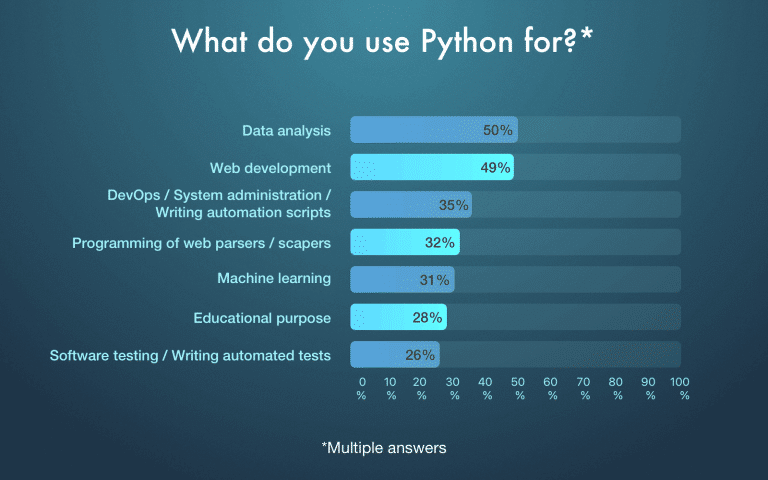 What do you use Python for?*
Data analysis
50%
Web development
49%
DevOps / System administration /
Writing automation scripts
35%
Programming of web parsers / scapers
32%
Machine learning
31%
Educational purpose
28%
Software testing / Writing automated tests
26%
0 10 20 30 40 50 60 70 80 90 100
% % % % % % % % % % %
*Multiple answers